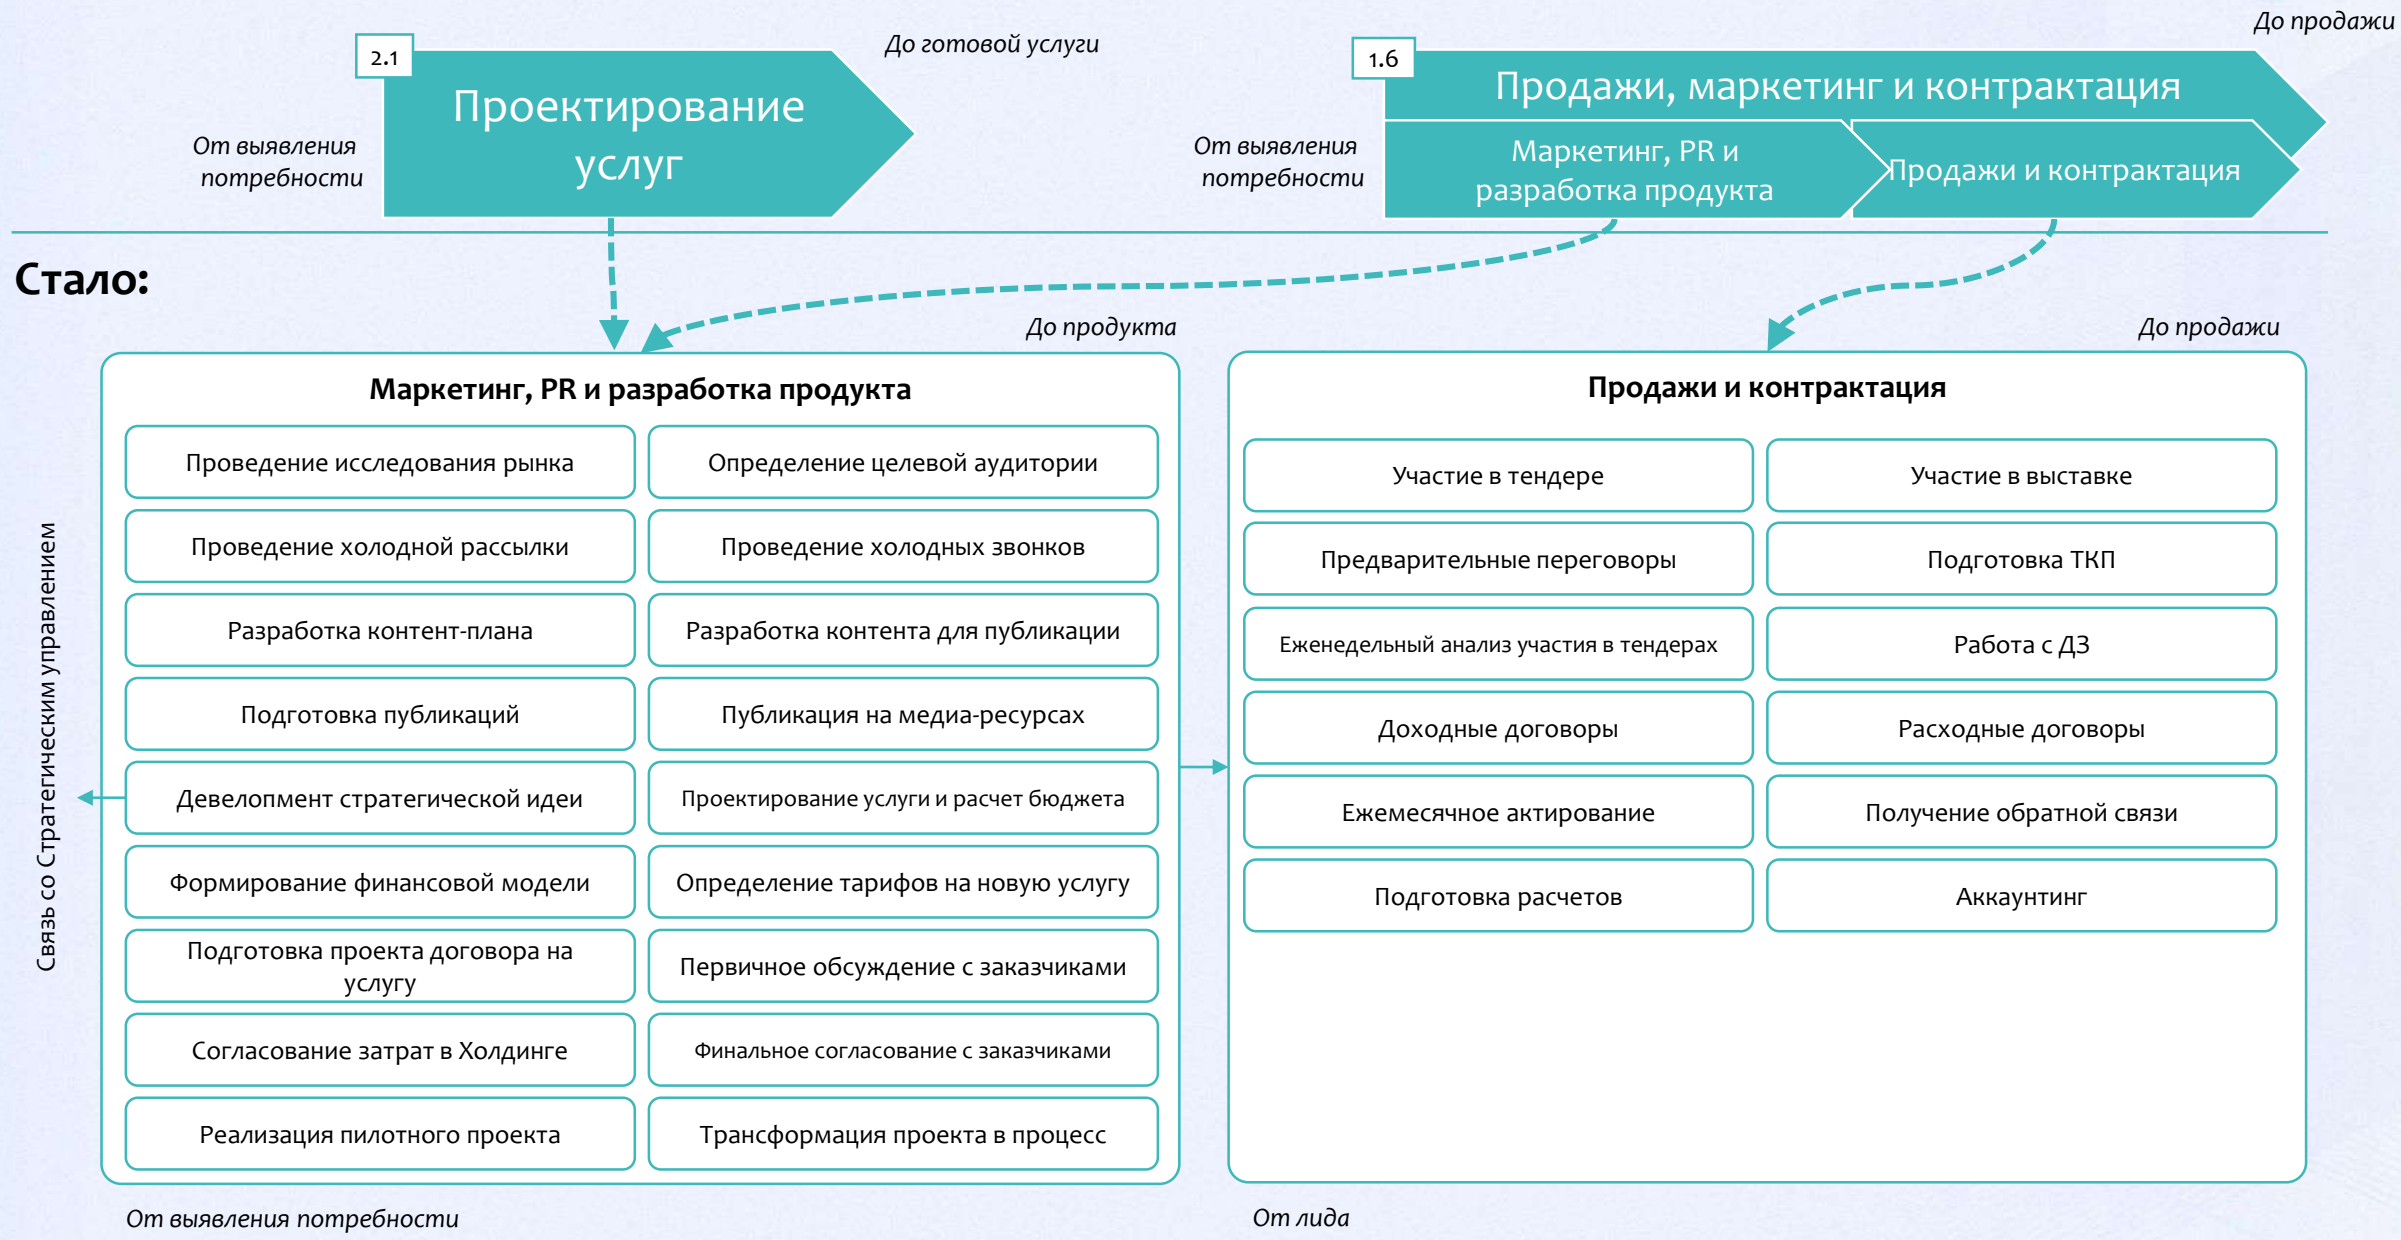 До продажи
2.1
До готовой услуги
1.6
Проектирование
услуг
Продажи, маркетинг и контрактация
От выявления
потребности
От выявления
потребности
Маркетинг, PR и
разработка продукта
Продажи и контрактация
Стало:
До продукта
До продажи
Маркетинг, PR и разработка продукта
Проведение исследования рынка
Определение целевой аудитории
Проведение холодной рассылки
Проведение холодных звонков
Разработка контент-плана
Разработка контента для публикации
Подготовка публикаций
Публикация на медиа-ресурсах
Девелопмент стратегической идеи
Проектирование услуги и расчет бюджета
Формирование финансовой модели
Определение тарифов на новую услугу
Подготовка проекта договора на
услугу
Первичное обсуждение с заказчиками
Согласование затрат в Холдинге
Финальное согласование с заказчиками
Реализация пилотного проекта
Трансформация проекта в процесс
Связь со Стратегическим управлением
От выявления потребности
Продажи и контрактация
Участие в тендере
Участие в выставке
Предварительные переговоры
Подготовка ТКП
Еженедельный анализ участия в тендерах
Работа с ДЗ
Доходные договоры
Расходные договоры
Ежемесячное актирование
Получение обратной связи
Подготовка расчетов
Аккаунтинг
От лида